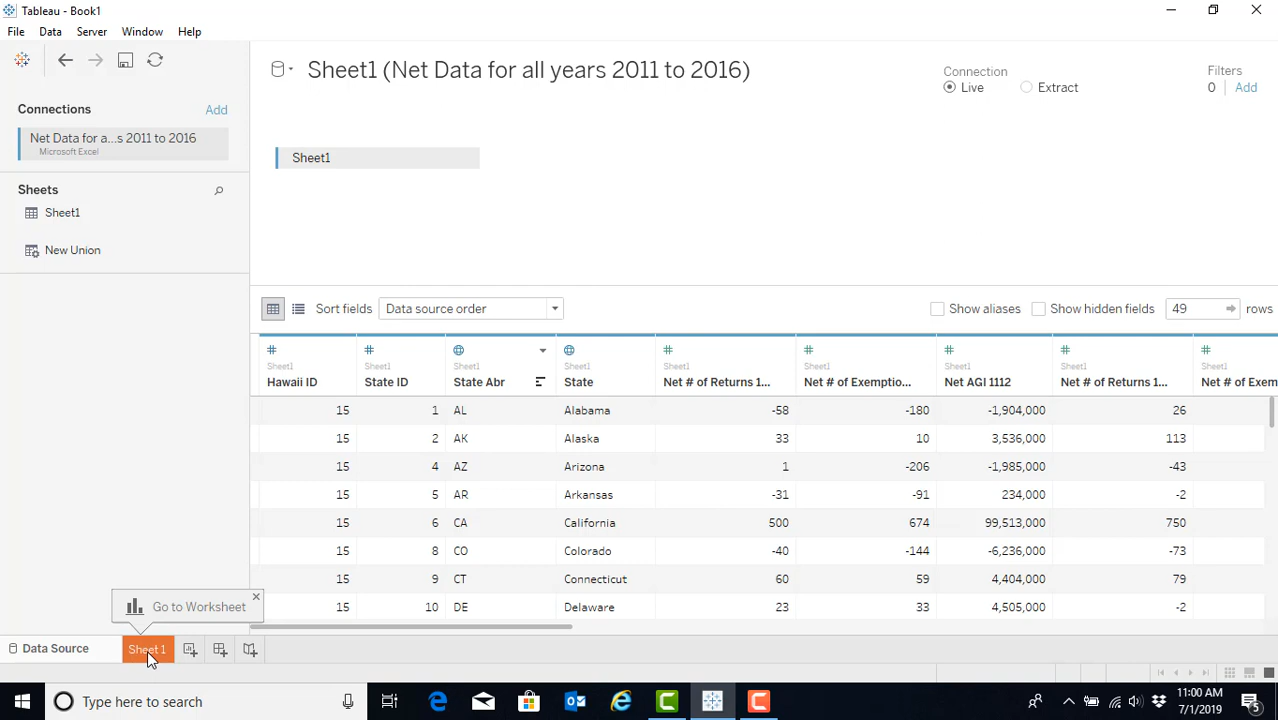 Tableau - Book1
File Data Server Window Help
Connections Add
Net Data for a...s 2011 to 2016
Microsoft Excel
Sheets
Sheet1
New Union
Sheet1 (Net Data for all years 2011 to 2016)
Connection
Live Extract
Filters
0 Add
Sheet1
Sort fields Data source order Show aliases Show hidden fields 49 rows
Sheet1 Sheet1 Sheet1 Sheet1 Sheet1 Sheet1 Sheet1 Sheet1 Sheet1
Hawaii ID State ID State Abr State Net # of Returns 1... Net # of Exemptio... Net AGI 1112 Net # of Returns 1... Net # of Exem
15 1 AL Alabama -58 -180 -1,904,000 26
15 2 AK Alaska 33 10 3,536,000 113
15 4 AZ Arizona 1 -206 -1,985,000 -43
15 5 AR Arkansas -31 -91 234,000 -2
15 6 CA California 500 674 99,513,000 750
15 8 CO Colorado -40 -144 -6,236,000 -73
15 9 CT Connecticut 60 59 4,404,000 79
15 10 DE Delaware 23 33 4,505,000 -2
Go to Worksheet
Data Source Sheet 1
Type here to search
11:00 AM
7/1/2019
5